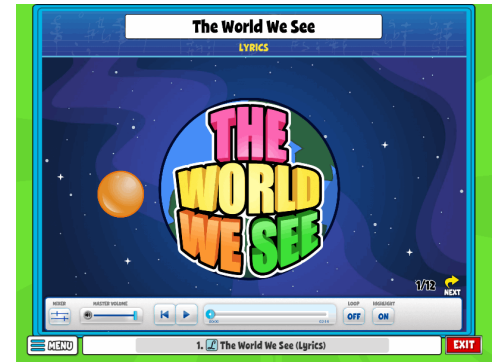 The World We See
LYRICS
THE
WORLD
WE SEE
1/12
NEXT
MIXER
MASTER VOLUME
LOOP
HIGHLIGHT
OFF
ON
MENU
1. L The World We See (Lyrics)
EXIT